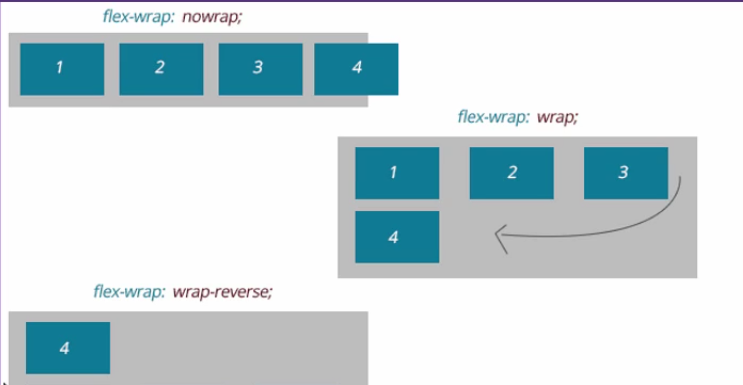 flex-wrap: nowrap;
1 2 3 4
flex-wrap: wrap;
1 2 3
4
flex-wrap: wrap-reverse;
4